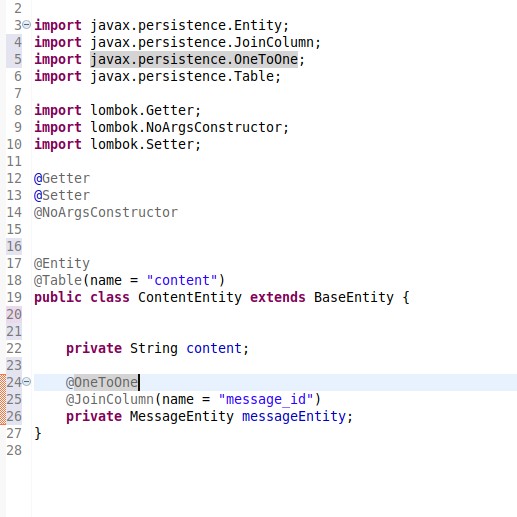 2
3 import javax.persistence.Entity;
4 import javax.persistence.JoinColumn;
5 import javax.persistence.OneToOne;
6 import javax.persistence.Table;
7
8 import lombok.Getter;
9 import lombok.NoArgsConstructor;
10 import lombok.Setter;
11
12 @Getter
13 @Setter
14 @NoArgsConstructor
15
16
17 @Entity
18 @Table(name = "content")
19 public class ContentEntity extends BaseEntity {
20
21
22     private String content;
23
24     @OneToOne
25     @JoinColumn(name = "message_id")
26     private MessageEntity messageEntity;
27 }
28